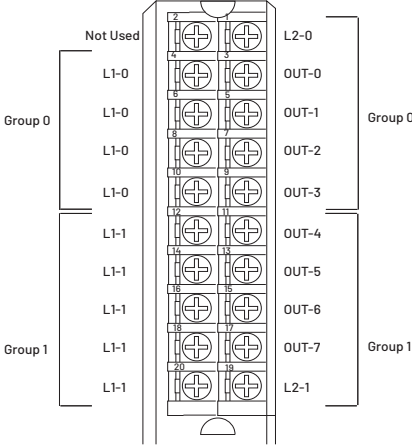 Not Used 2 1 L2-0
L1-0 4 3 OUT-0
L1-0 6 5 OUT-1
Group 0 Group 0
L1-0 8 7 OUT-2
L1-0 10 9 OUT-3
L1-1 12 11 OUT-4
L1-1 14 13 OUT-5
L1-1 16 15 OUT-6
L1-1 18 17 OUT-7
Group 1 Group 1
L1-1 20 19 L2-1